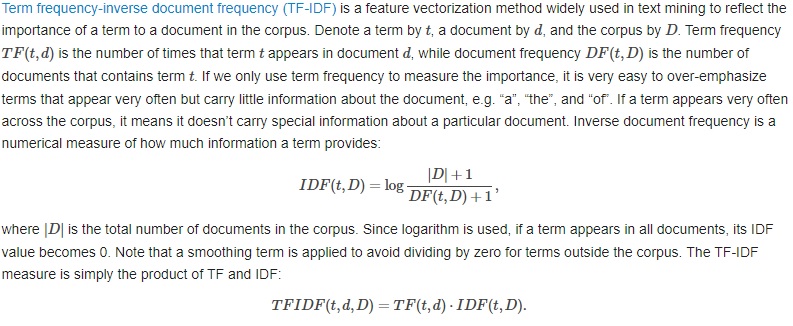 Term frequency-inverse document frequency (TF-IDF) is a feature vectorization method widely used in text mining to reflect the
importance of a term to a document in the corpus. Denote a term by t, a document by d, and the corpus by D. Term frequency
TF(t,d) is the number of times that term t appears in document d, while document frequency DF(t,D) is the number of
documents that contains term t. If we only use term frequency to measure the importance, it is very easy to over-emphasize
terms that appear very often but carry little information about the document, e.g. “a”, “the”, and “of”. If a term appears very often
across the corpus, it means it doesn’t carry special information about a particular document. Inverse document frequency is a
numerical measure of how much information a term provides:
IDF(t,D) = log (|D| + 1) / (DF(t,D) + 1),
where |D| is the total number of documents in the corpus. Since logarithm is used, if a term appears in all documents, its IDF
value becomes 0. Note that a smoothing term is applied to avoid dividing by zero for terms outside the corpus. The TF-IDF
measure is simply the product of TF and IDF:
TFIDF(t,d,D) = TF(t,d) · IDF(t,D).